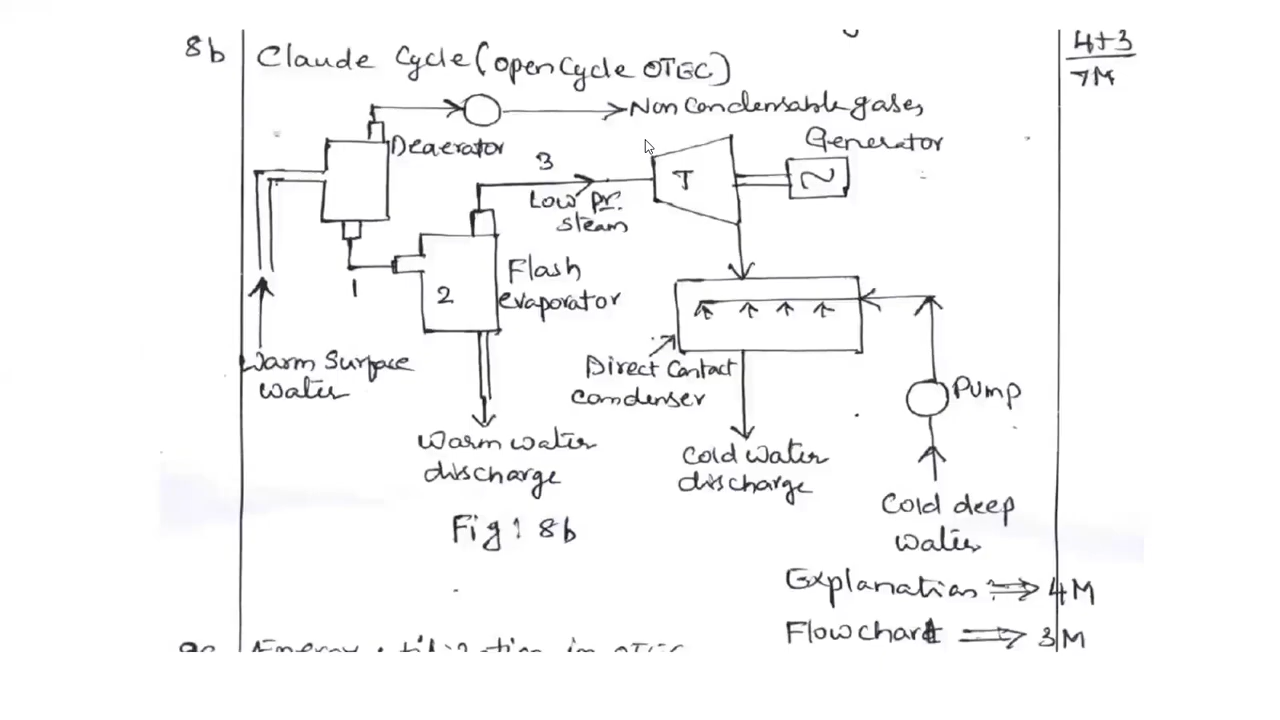 8b
Claude Cycle (open Cycle OTEC)
4+3
7M
Non Condensable gases
Deaerator
Generator
3
T
Low pr.
steam
1
2
Flash
evaporator
Warm Surface
water
Direct Contact
condenser
Pump
Warm water
discharge
Cold Water
discharge
Cold deep
water
Fig: 8b
Explanation ⇒ 4M
Flowchart ⇒ 3M